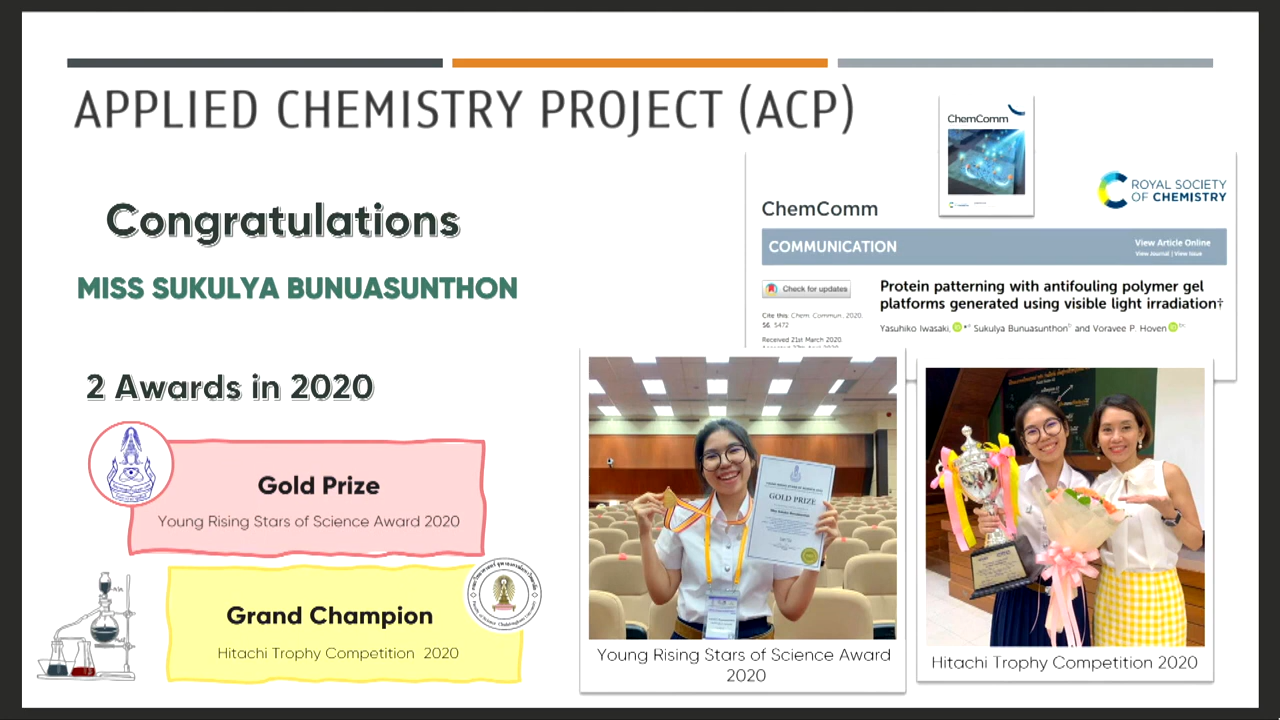 APPLIED CHEMISTRY PROJECT (ACP)
Congratulations
MISS SUKULYA BUNUASUNTHON
2 Awards in 2020
Gold Prize
Young Rising Stars of Science Award 2020
Grand Champion
Hitachi Trophy Competition 2020
ChemComm
ROYAL SOCIETY
OF CHEMISTRY
ChemComm
COMMUNICATION
View Article Online
View Journal | View Issue
Check for updates
Protein patterning with antifouling polymer gel
platforms generated using visible light irradiation†
Cite this: Chem. Commun., 2020,
56, 5472
Yasuhiko Iwasaki, Sukulya Bunuasunthon and Voravee P. Hoven
Received 21st March 2020
GOLD PRIZE
Young Rising Stars of Science Award
2020
Hitachi Trophy Competition 2020